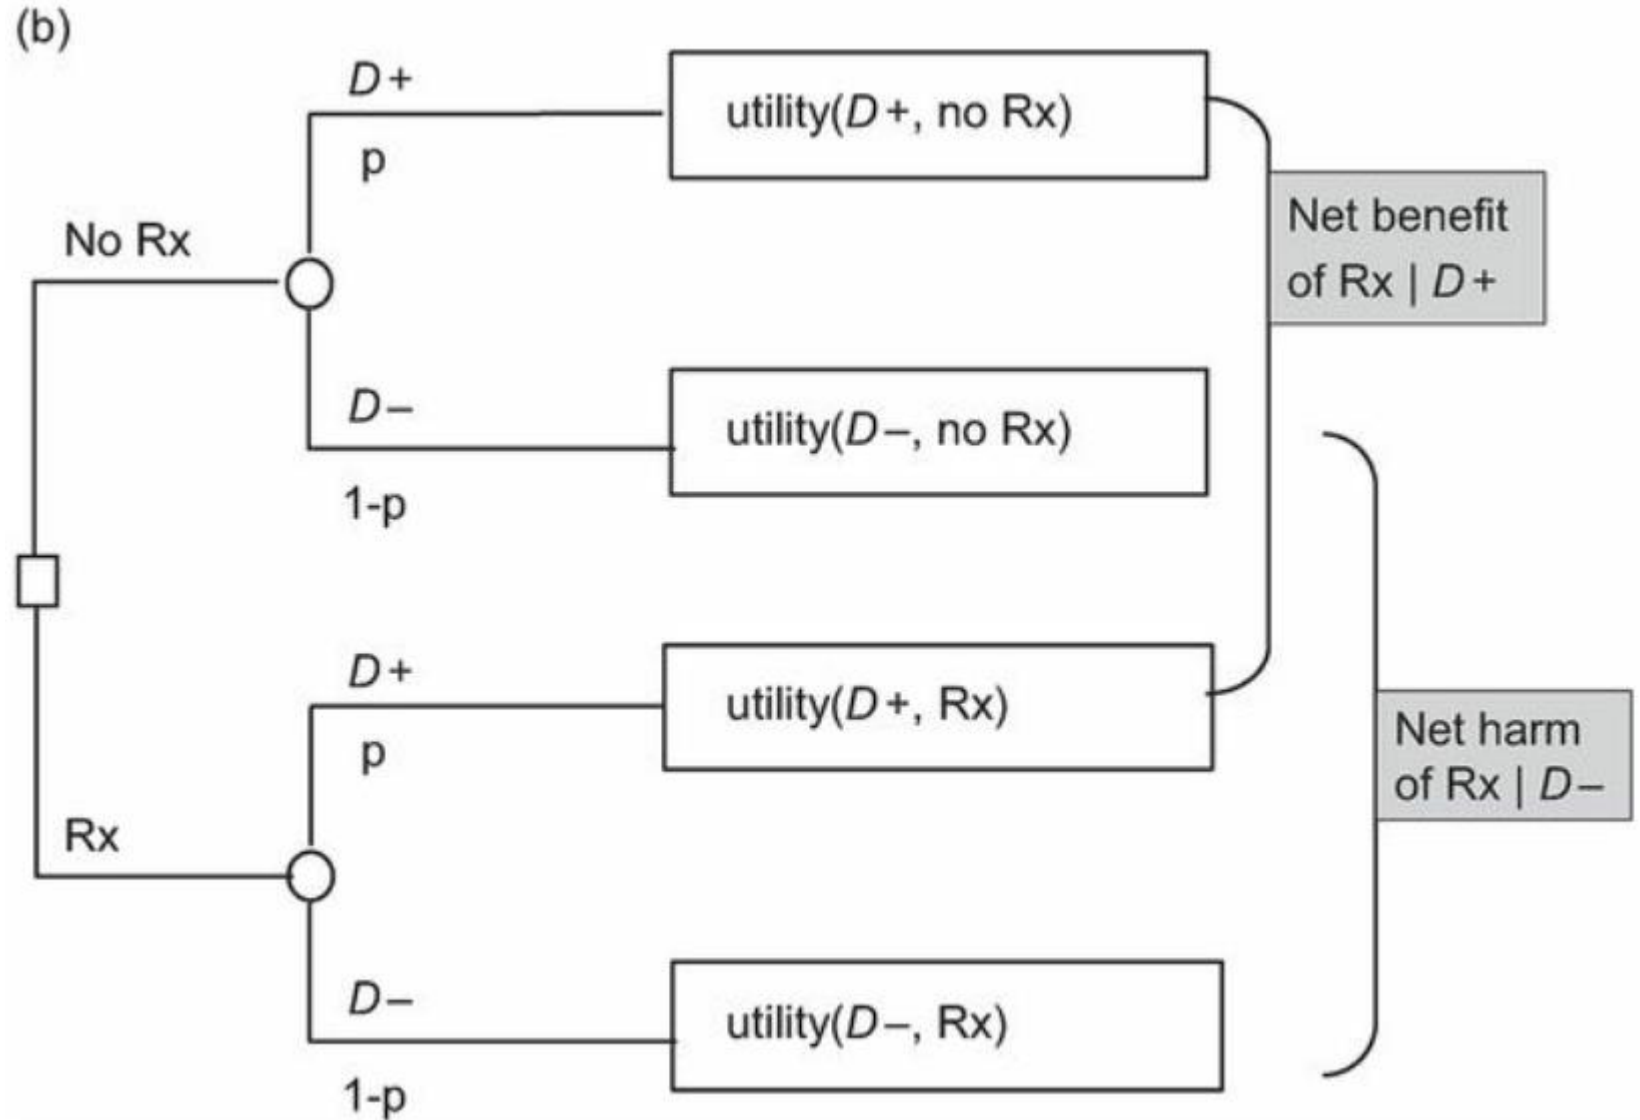 (b)
D+
p
utility(D+, no Rx)
Net benefit
of Rx | D+
No Rx
D–
1-p
utility(D–, no Rx)
D+
p
utility(D+, Rx)
Net harm
of Rx | D–
Rx
D–
1-p
utility(D–, Rx)